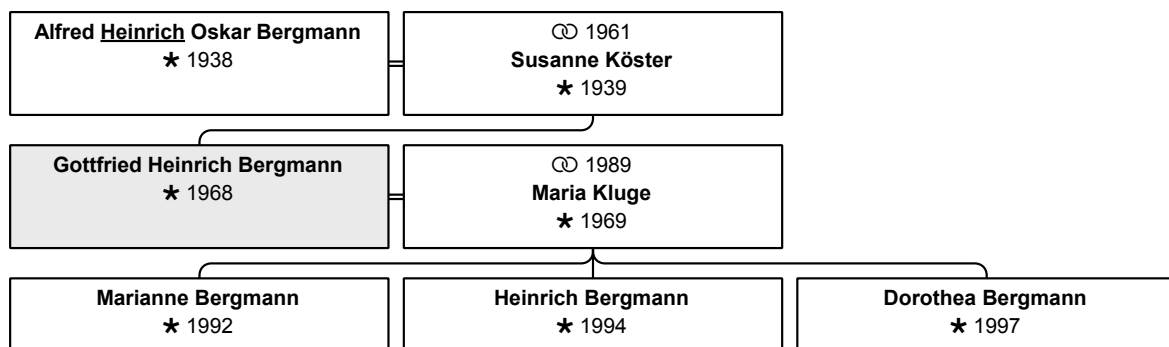 Alfred Heinrich Oskar Bergmann
★ 1938
⚭ 1961
Susanne Köster
★ 1939
Gottfried Heinrich Bergmann
★ 1968
⚭ 1989
Maria Kluge
★ 1969
Marianne Bergmann
★ 1992
Heinrich Bergmann
★ 1994
Dorothea Bergmann
★ 1997